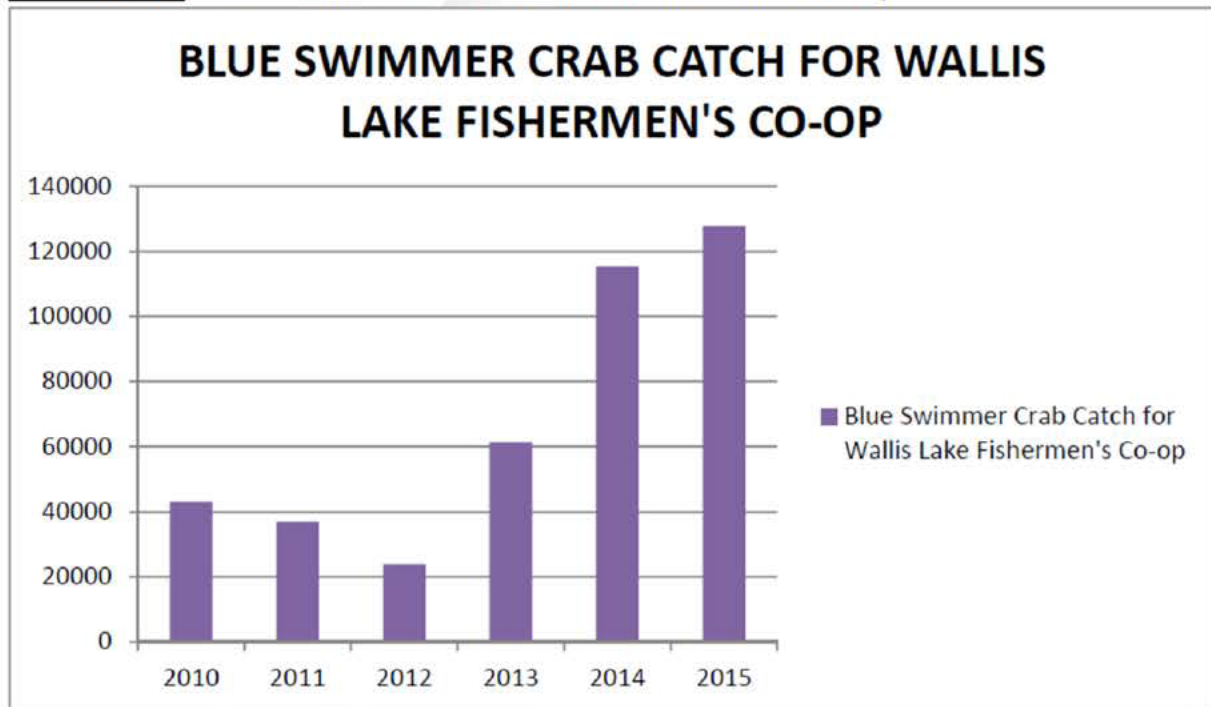 BLUE SWIMMER CRAB CATCH FOR WALLIS
LAKE FISHERMEN'S CO-OP
140000
120000
100000
80000
60000
40000
20000
0
2010 2011 2012 2013 2014 2015
Blue Swimmer Crab Catch for
Wallis Lake Fishermen's Co-op